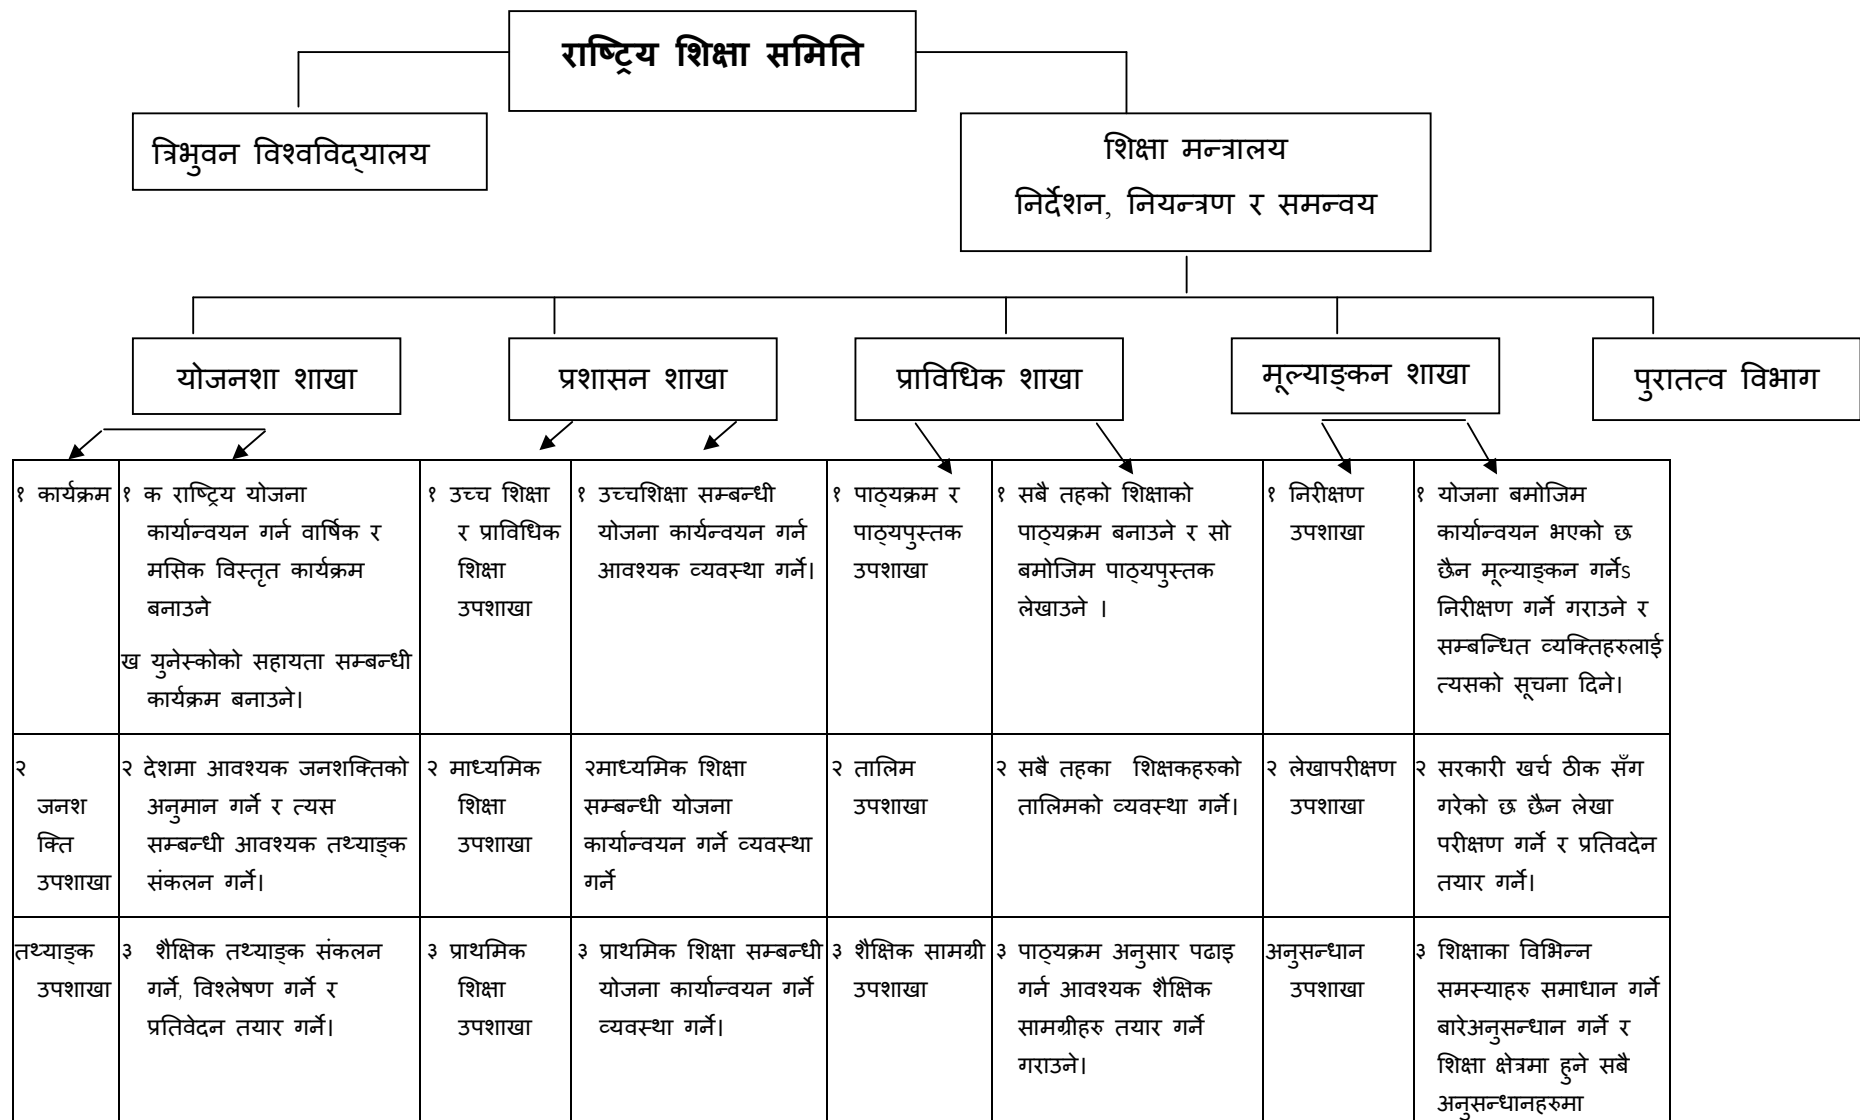 राष्ट्रिय शिक्षा समिति
त्रिभुवन विश्वविद्यालय
शिक्षा मन्त्रालय
निर्देशन, नियन्त्रण र समन्वय
योजनशा शाखा
प्रशासन शाखा
प्राविधिक शाखा
मूल्याङ्कन शाखा
पुरातत्व विभाग
१ कार्यक्रम
१ क राष्ट्रिय योजना
कार्यान्वयन गर्न वार्षिक र
मसिक विस्तृत कार्यक्रम
बनाउने
ख युनेस्कोको सहायता सम्बन्धी
कार्यक्रम बनाउने।
१ उच्च शिक्षा
र प्राविधिक
शिक्षा
उपशाखा
१ उच्चशिक्षा सम्बन्धी
योजना कार्यन्वयन गर्न
आवश्यक व्यवस्था गर्ने।
१ पाठ्यक्रम र
पाठ्यपुस्तक
उपशाखा
१ सबै तहको शिक्षाको
पाठ्यक्रम बनाउने र सो
बमोजिम पाठ्यपुस्तक
लेखाउने ।
१ निरीक्षण
उपशाखा
१ योजना बमोजिम
कार्यान्वयन भएको छ
छैन मूल्याङ्कन गर्नेऽ
निरीक्षण गर्ने गराउने र
सम्बन्धित व्यक्तिहरुलाई
त्यसको सूचना दिने।
२
जनश
क्ति
उपशाखा
२ देशमा आवश्यक जनशक्तिको
अनुमान गर्ने र त्यस
सम्बन्धी आवश्यक तथ्याङ्क
संकलन गर्ने।
२ माध्यमिक
शिक्षा
उपशाखा
२माध्यमिक शिक्षा
सम्बन्धी योजना
कार्यान्वयन गर्ने व्यवस्था
गर्ने
२ तालिम
उपशाखा
२ सबै तहका शिक्षकहरुको
तालिमको व्यवस्था गर्ने।
२ लेखापरीक्षण
उपशाखा
२ सरकारी खर्च ठीक सँग
गरेको छ छैन लेखा
परीक्षण गर्ने र प्रतिवदेन
तयार गर्ने।
तथ्याङ्क
उपशाखा
३ शैक्षिक तथ्याङ्क संकलन
गर्ने, विश्लेषण गर्ने र
प्रतिवेदन तयार गर्ने।
३ प्राथमिक
शिक्षा
उपशाखा
३ प्राथमिक शिक्षा सम्बन्धी
योजना कार्यान्वयन गर्ने
व्यवस्था गर्ने।
३ शैक्षिक सामग्री
उपशाखा
३ पाठ्यक्रम अनुसार पढाइ
गर्न आवश्यक शैक्षिक
सामग्रीहरु तयार गर्ने
गराउने।
अनुसन्धान
उपशाखा
३ शिक्षाका विभिन्न
समस्याहरु समाधान गर्ने
बारेअनुसन्धान गर्ने र
शिक्षा क्षेत्रमा हुने सबै
अनुसन्धानहरुमा